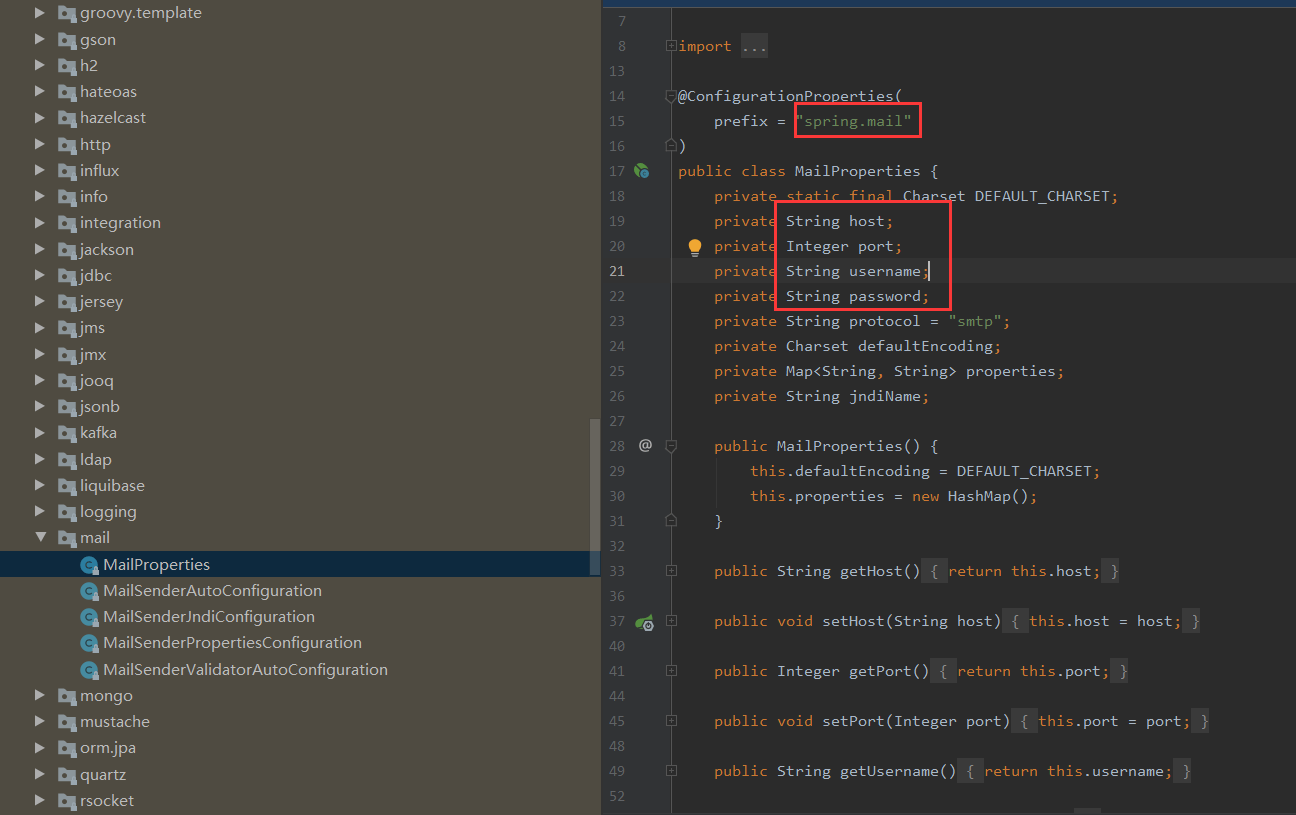 groovy.template
gson
h2
hateoas
hazelcast
http
influx
info
integration
jackson
jdbc
jersey
jms
jmx
jooq
jsonb
kafka
ldap
liquibase
logging
mail
MailProperties
MailSenderAutoConfiguration
MailSenderJndiConfiguration
MailSenderPropertiesConfiguration
MailSenderValidatorAutoConfiguration
mongo
mustache
orm.jpa
quartz
rsocket
7
8 import ...
13
14 @ConfigurationProperties(
15 prefix = "spring.mail"
16 )
17 public class MailProperties {
18 private static final Charset DEFAULT_CHARSET;
19 private String host;
20 private Integer port;
21 private String username;
22 private String password;
23 private String protocol = "smtp";
24 private Charset defaultEncoding;
25 private Map<String, String> properties;
26 private String jndiName;
27
28 @ public MailProperties() {
29 this.defaultEncoding = DEFAULT_CHARSET;
30 this.properties = new HashMap();
31 }
32
33 public String getHost() { return this.host; }
36
37 public void setHost(String host) { this.host = host; }
40
41 public Integer getPort() { return this.port; }
44
45 public void setPort(Integer port) { this.port = port; }
48
49 public String getUsername() { return this.username; }
52